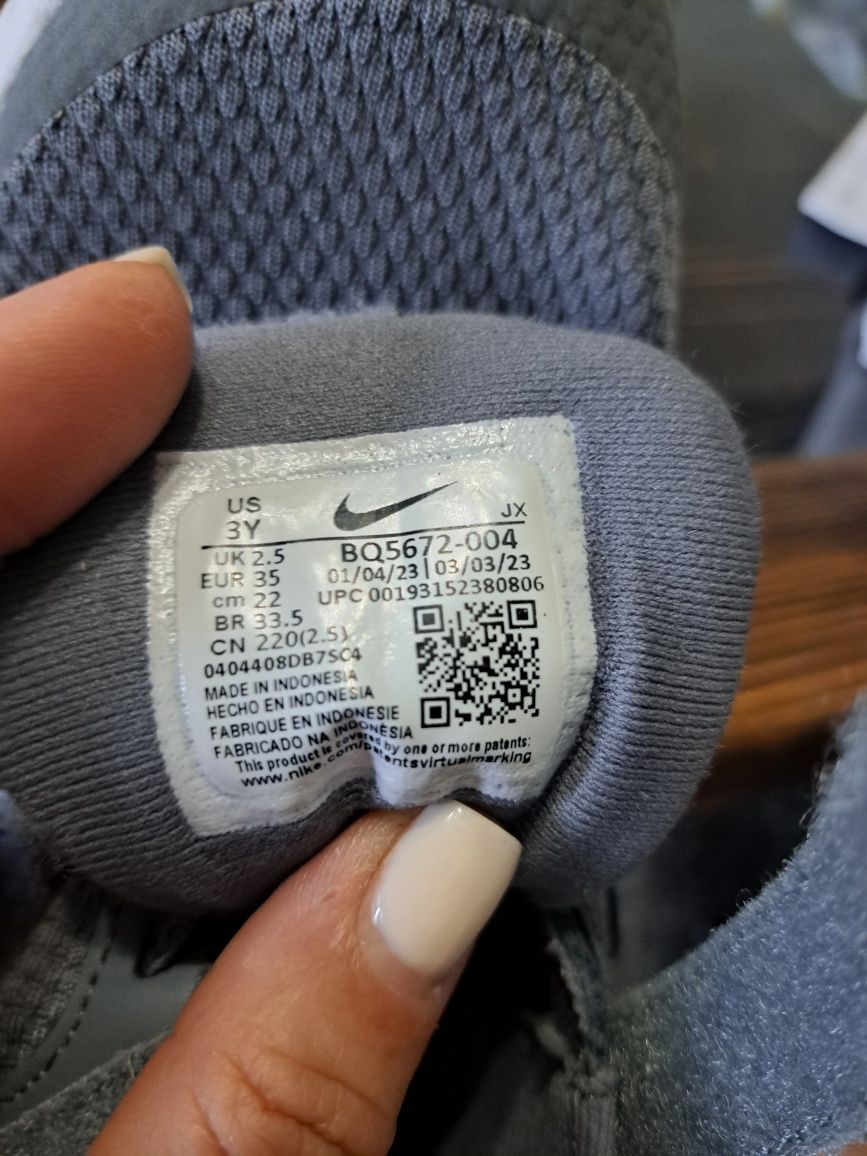 US
3Y
JX
UK 2.5
EUR 35
cm 22
BR 33.5
CN 220(2.5)
BQ5672-004
01/04/23 | 03/03/23
UPC 00193152380806
0404408DB7SC4
MADE IN INDONESIA
HECHO EN INDONESIA
FABRIQUE EN INDONESIE
FABRICADO NA INDONÉSIA
This product is covered by one or more patents:
www.nike.com/patentsvirtualmarking